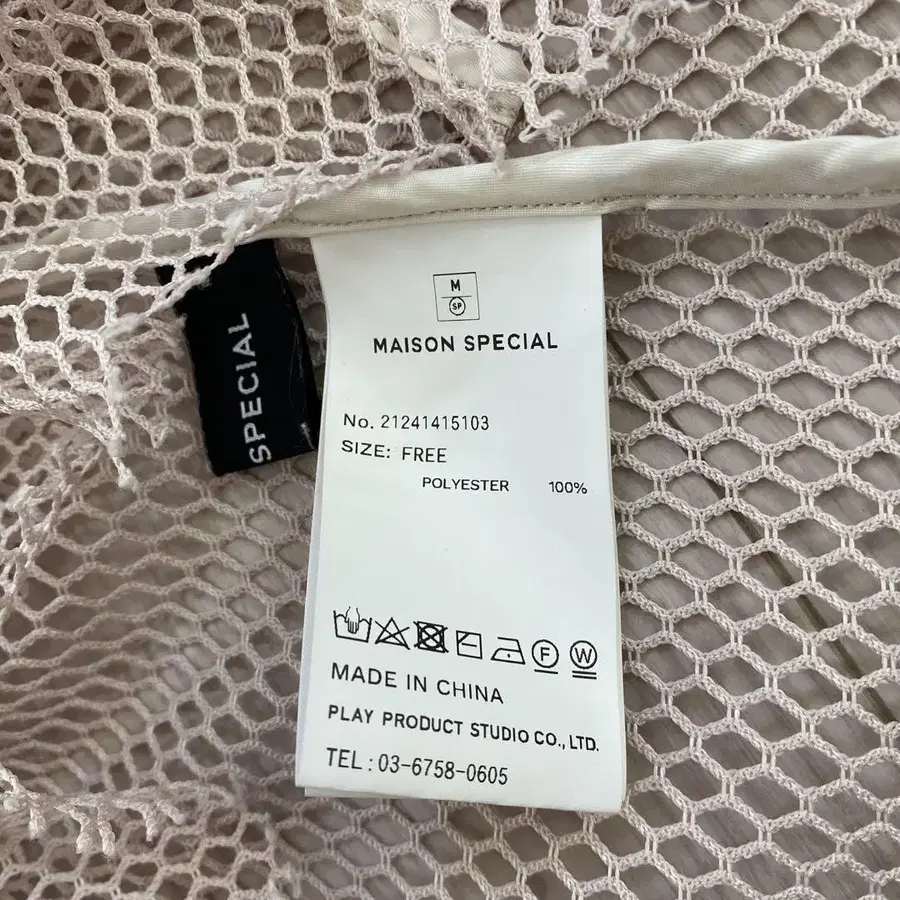 M
SP
MAISON SPECIAL
No. 21241415103
SIZE: FREE
POLYESTER 100%
F W
MADE IN CHINA
PLAY PRODUCT STUDIO CO., LTD.
TEL : 03-6758-0605
SPECIAL